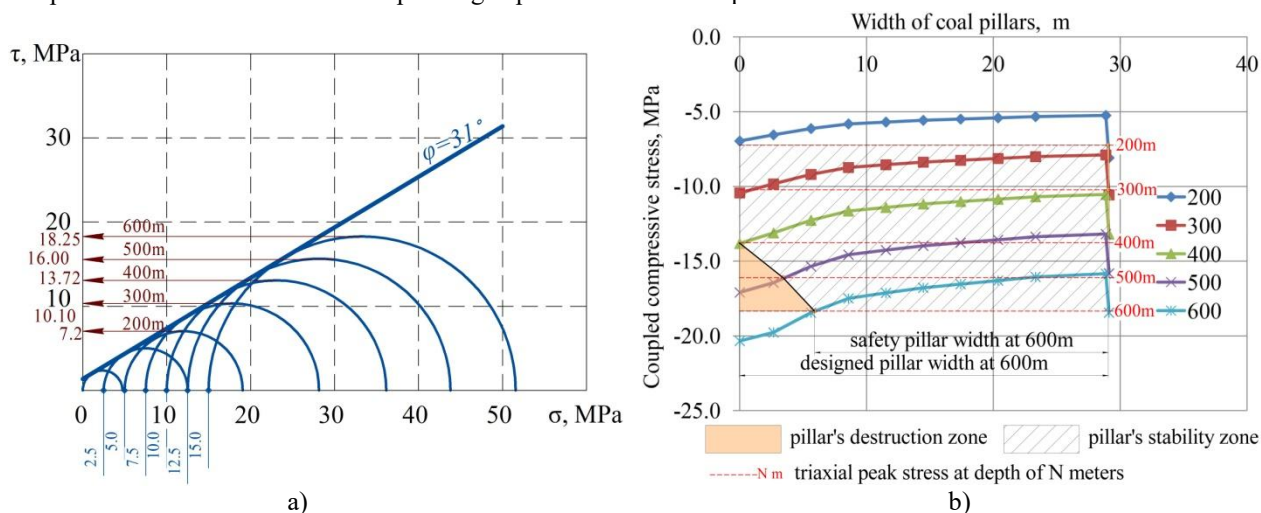 τ, MPa
30
20
10
0
10
20
30
40
50
σ, MPa
φ=31°
600m
18.25
500m
16.00
400m
13.72
300m
10.10
200m
7.2
2.5
5.0
7.5
10.0
12.5
15.0
a)
Width of coal pillars, m
0
10
20
30
40
Coupled compressive stress, MPa
0.0
-5.0
-10.0
-15.0
-20.0
-25.0
200m
300m
400m
500m
600m
200
300
400
500
600
safety pillar width at 600m
designed pillar width at 600m
pillar's destruction zone
pillar's stability zone
N m triaxial peak stress at depth of N meters
b)